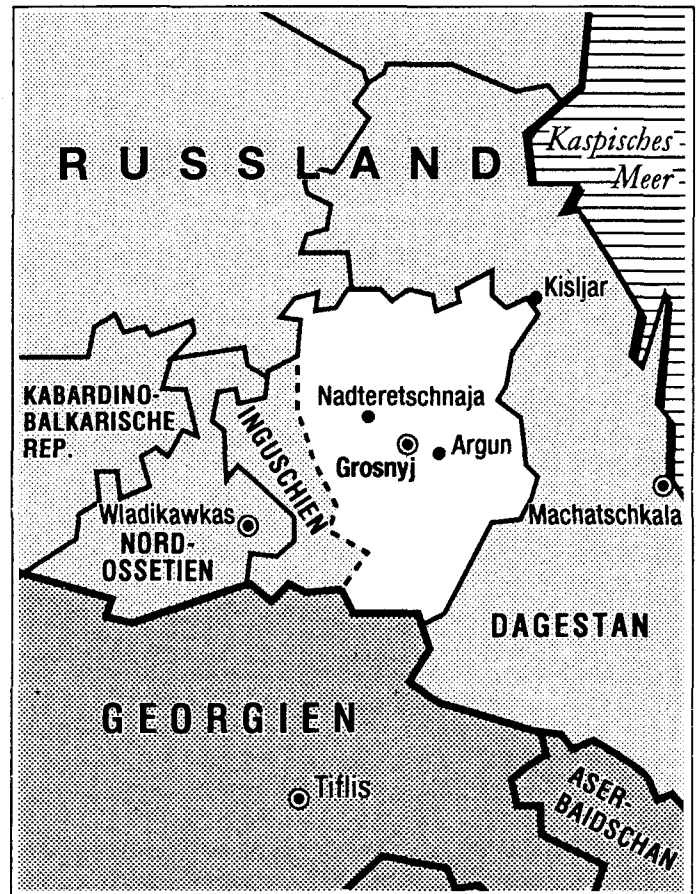 RUSSLAND
Kaspisches
Meer
Kisljar
KABARDINO-
BALKARISCHE
REP.
INGUSCHIEN
Nadteretschnaja
Grosnyj
Argun
Wladikawkas
NORD-
OSSETIEN
Machatschkala
DAGESTAN
GEORGIEN
Tiflis
ASER-
BAIDSCHAN